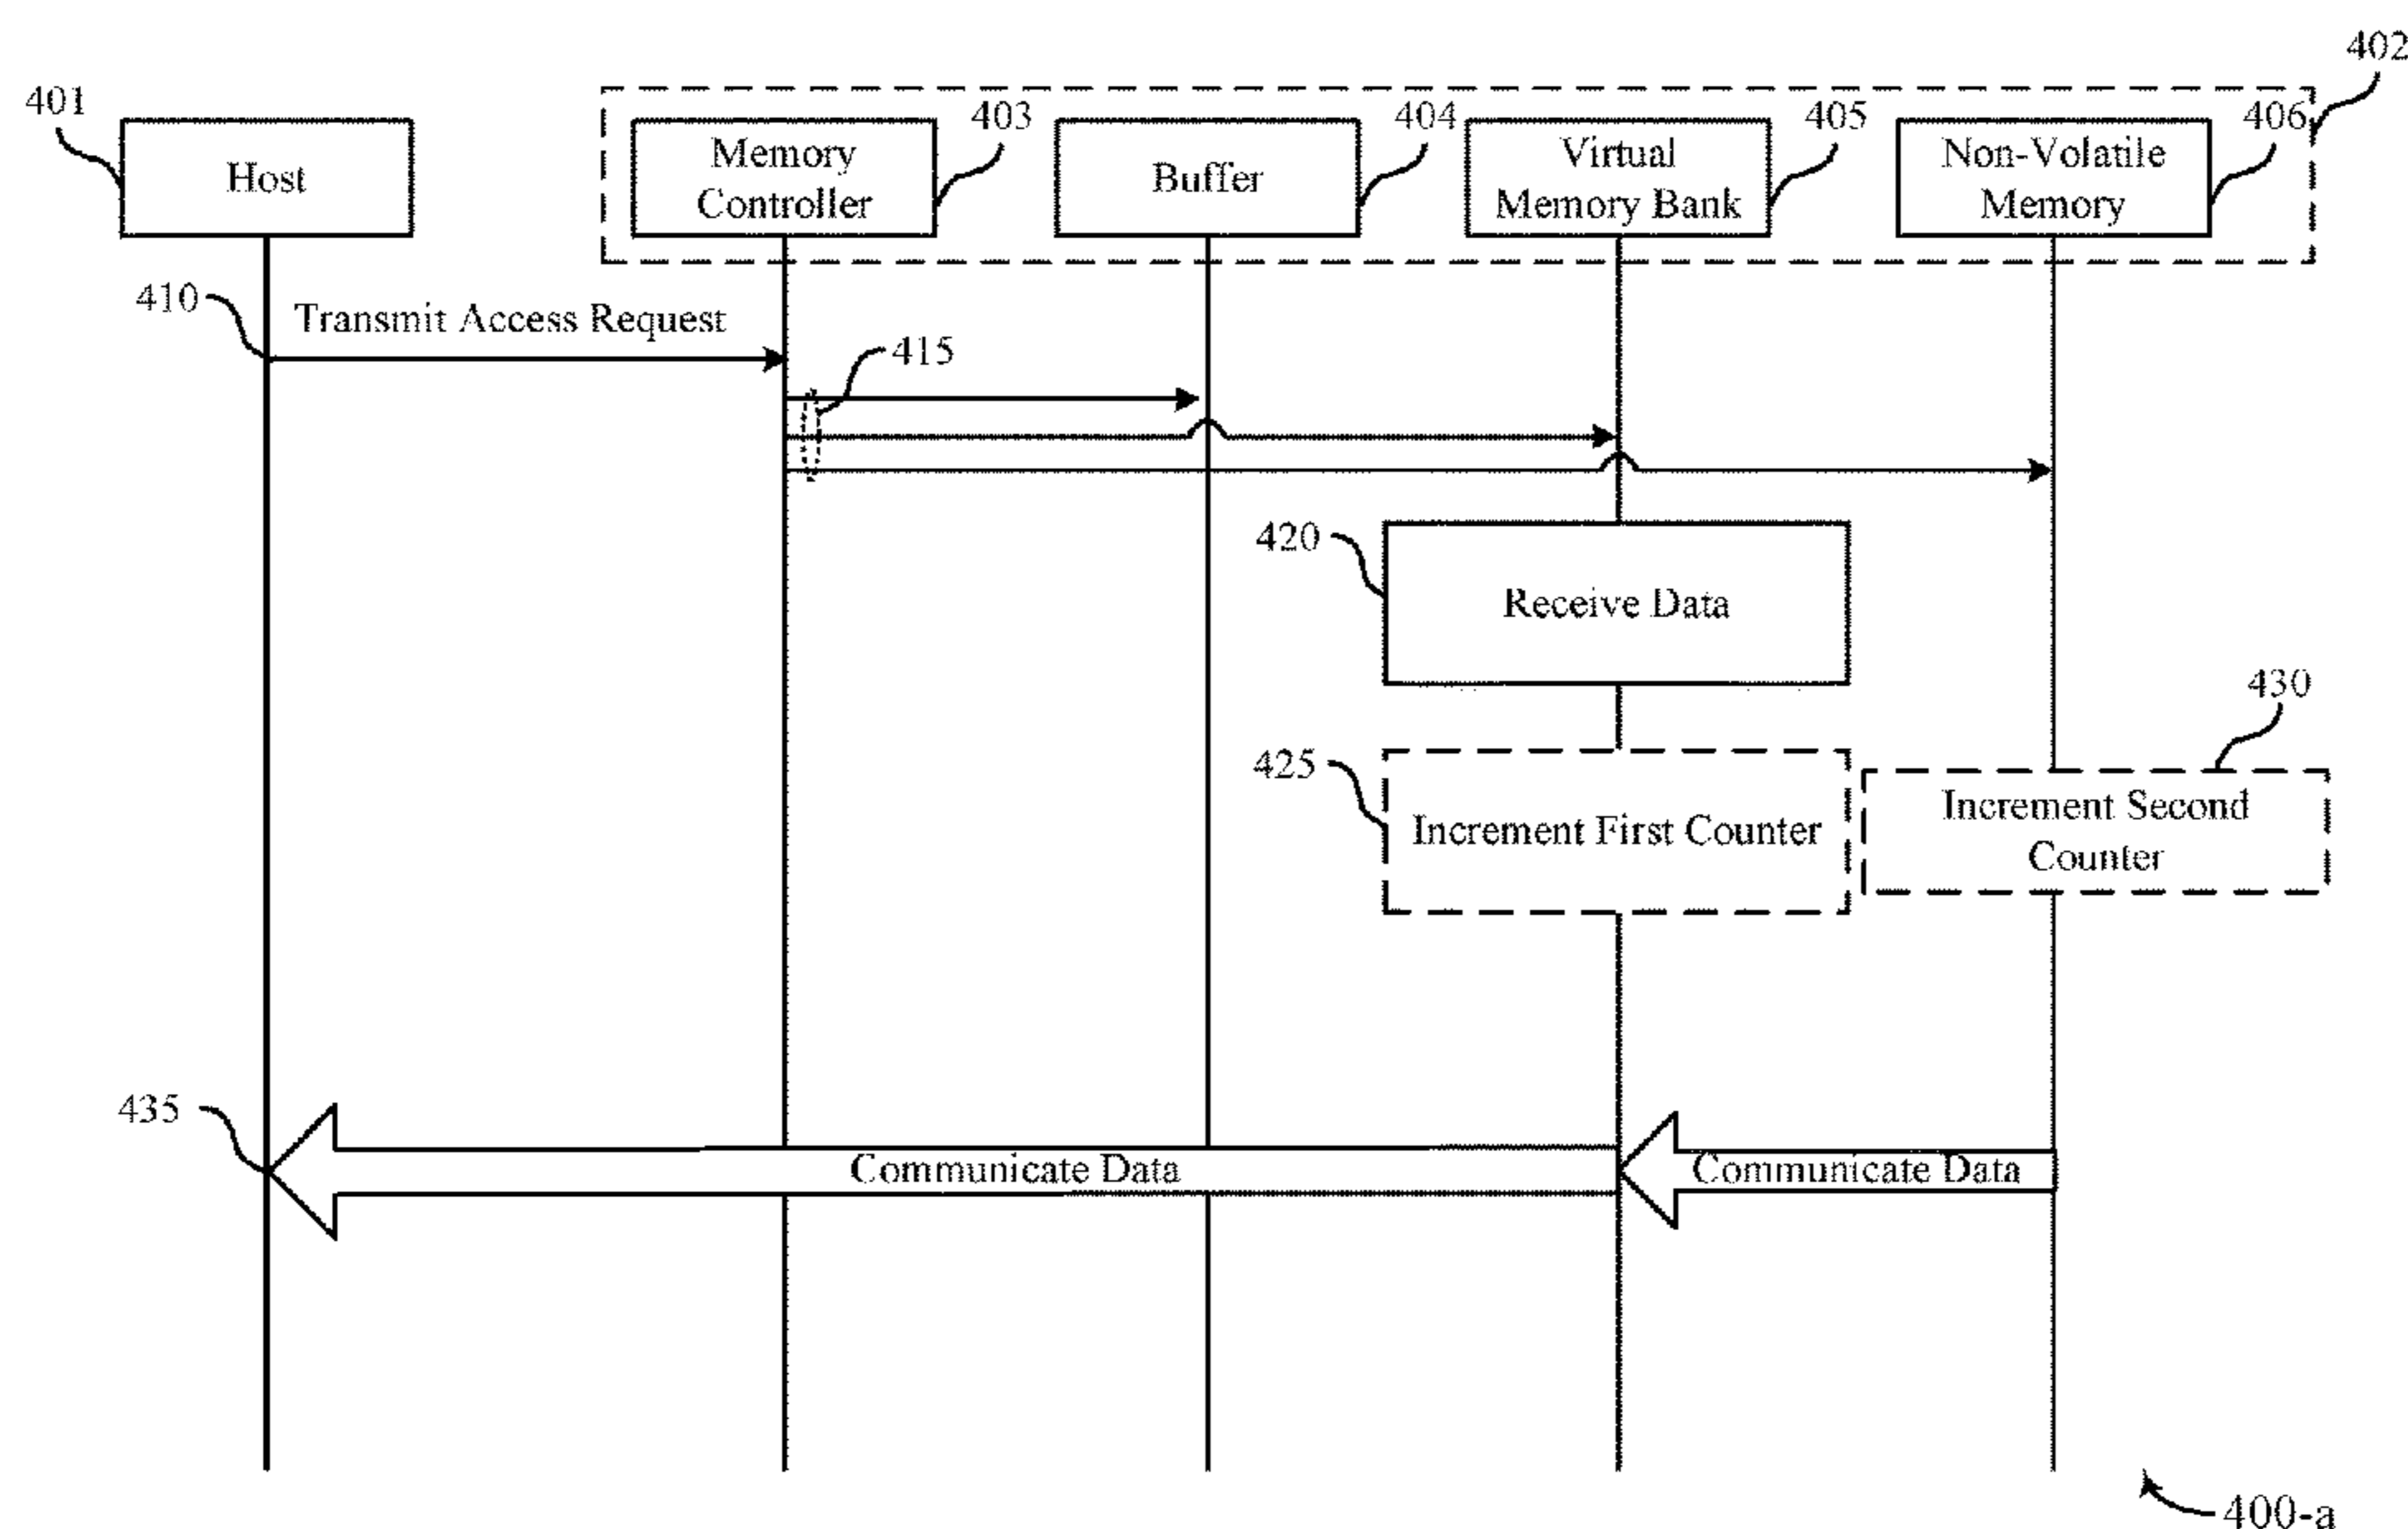 402
401
403
404
405
406
Host
Memory
Controller
Buffer
Virtual
Memory Bank
Non-Volatile
Memory
410
Transmit Access Request
415
420
Receive Data
430
425
Increment First Counter
Increment Second
Counter
435
Communicate Data
Communicate Data
400-a